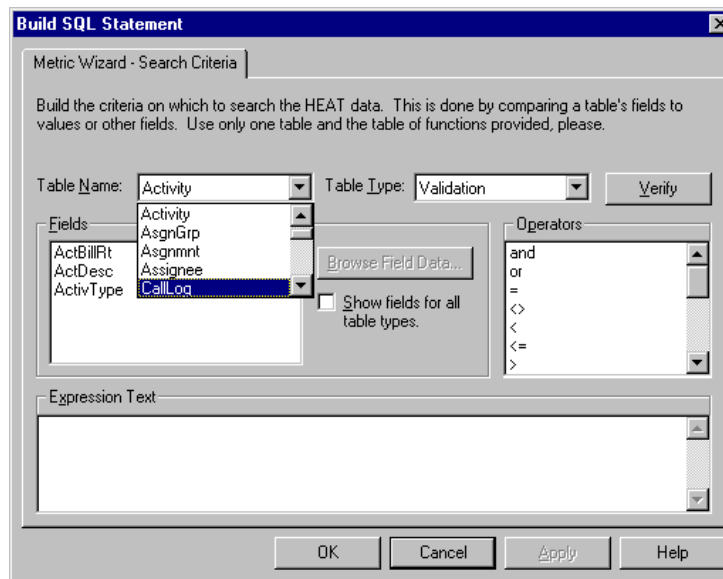 Build SQL Statement
Metric Wizard - Search Criteria
Build the criteria on which to search the HEAT data.  This is done by comparing a table's fields to
values or other fields.  Use only one table and the table of functions provided, please.
Table Name: Activity Table Type: Validation Verify
Activity
AsgnGrp
Asgnmnt
Assignee
CallLog
Fields
ActBillRt
ActDesc
ActivType
Browse Field Data...
Show fields for all
table types.
Operators
and
or
=
<>
<
<=
>
Expression Text
OK Cancel Apply Help